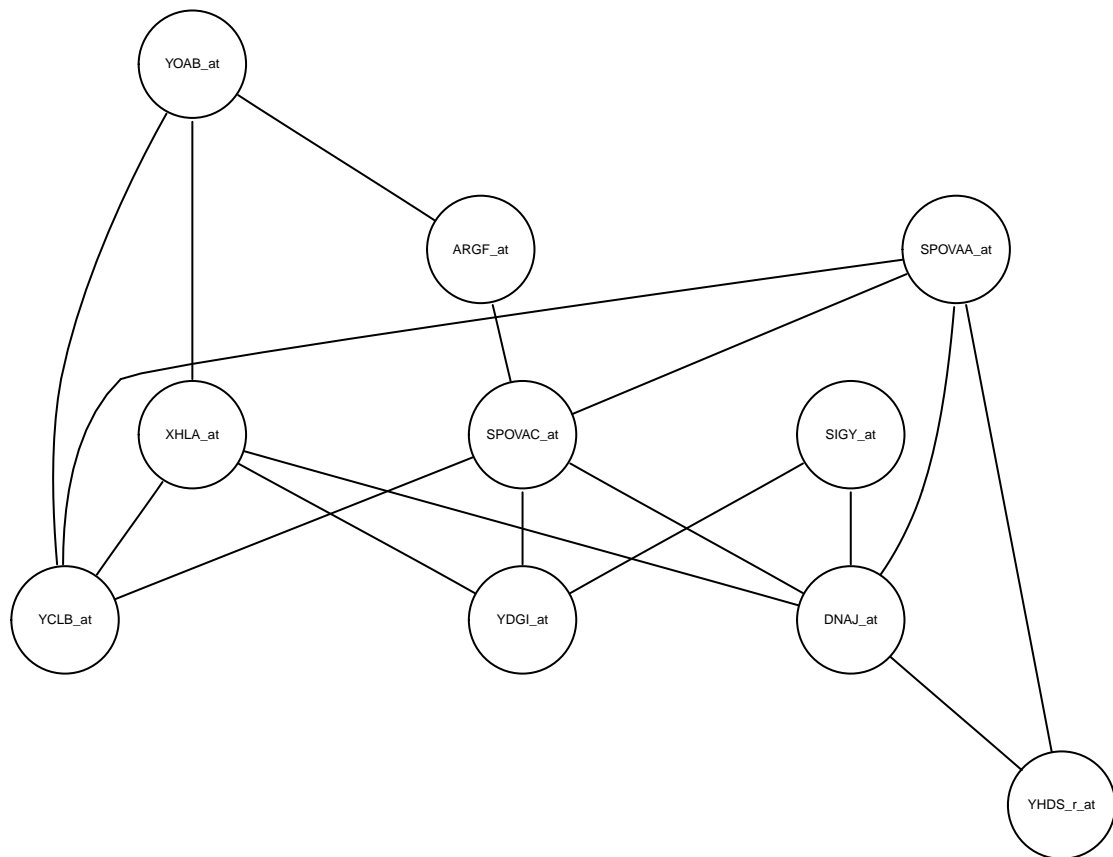 YOAB_at
ARGF_at
SPOVAA_at
XHLA_at
SPOVAC_at
SIGY_at
YCLB_at
YDGI_at
DNAJ_at
YHDS_r_at